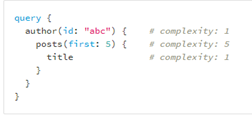 query {
  author(id: "abc") {    # complexity: 1
    posts(first: 5) {    # complexity: 5
      title              # complexity: 1
    }
  }
}